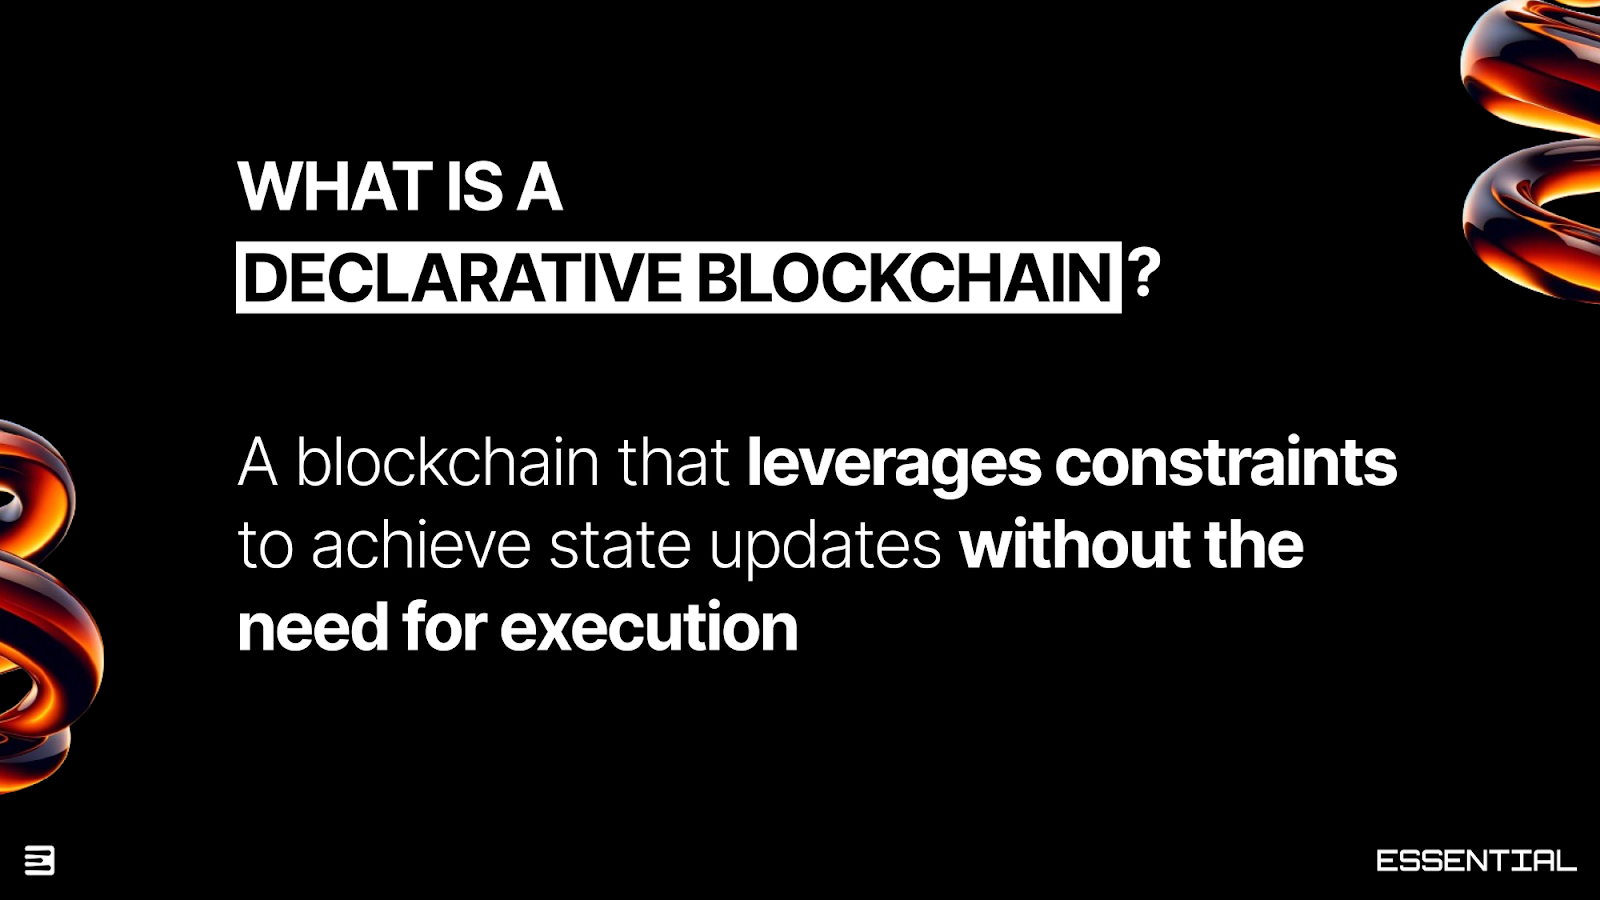 WHAT IS A
DECLARATIVE BLOCKCHAIN?
A blockchain that leverages constraints
to achieve state updates without the
need for execution
ESSENTIAL